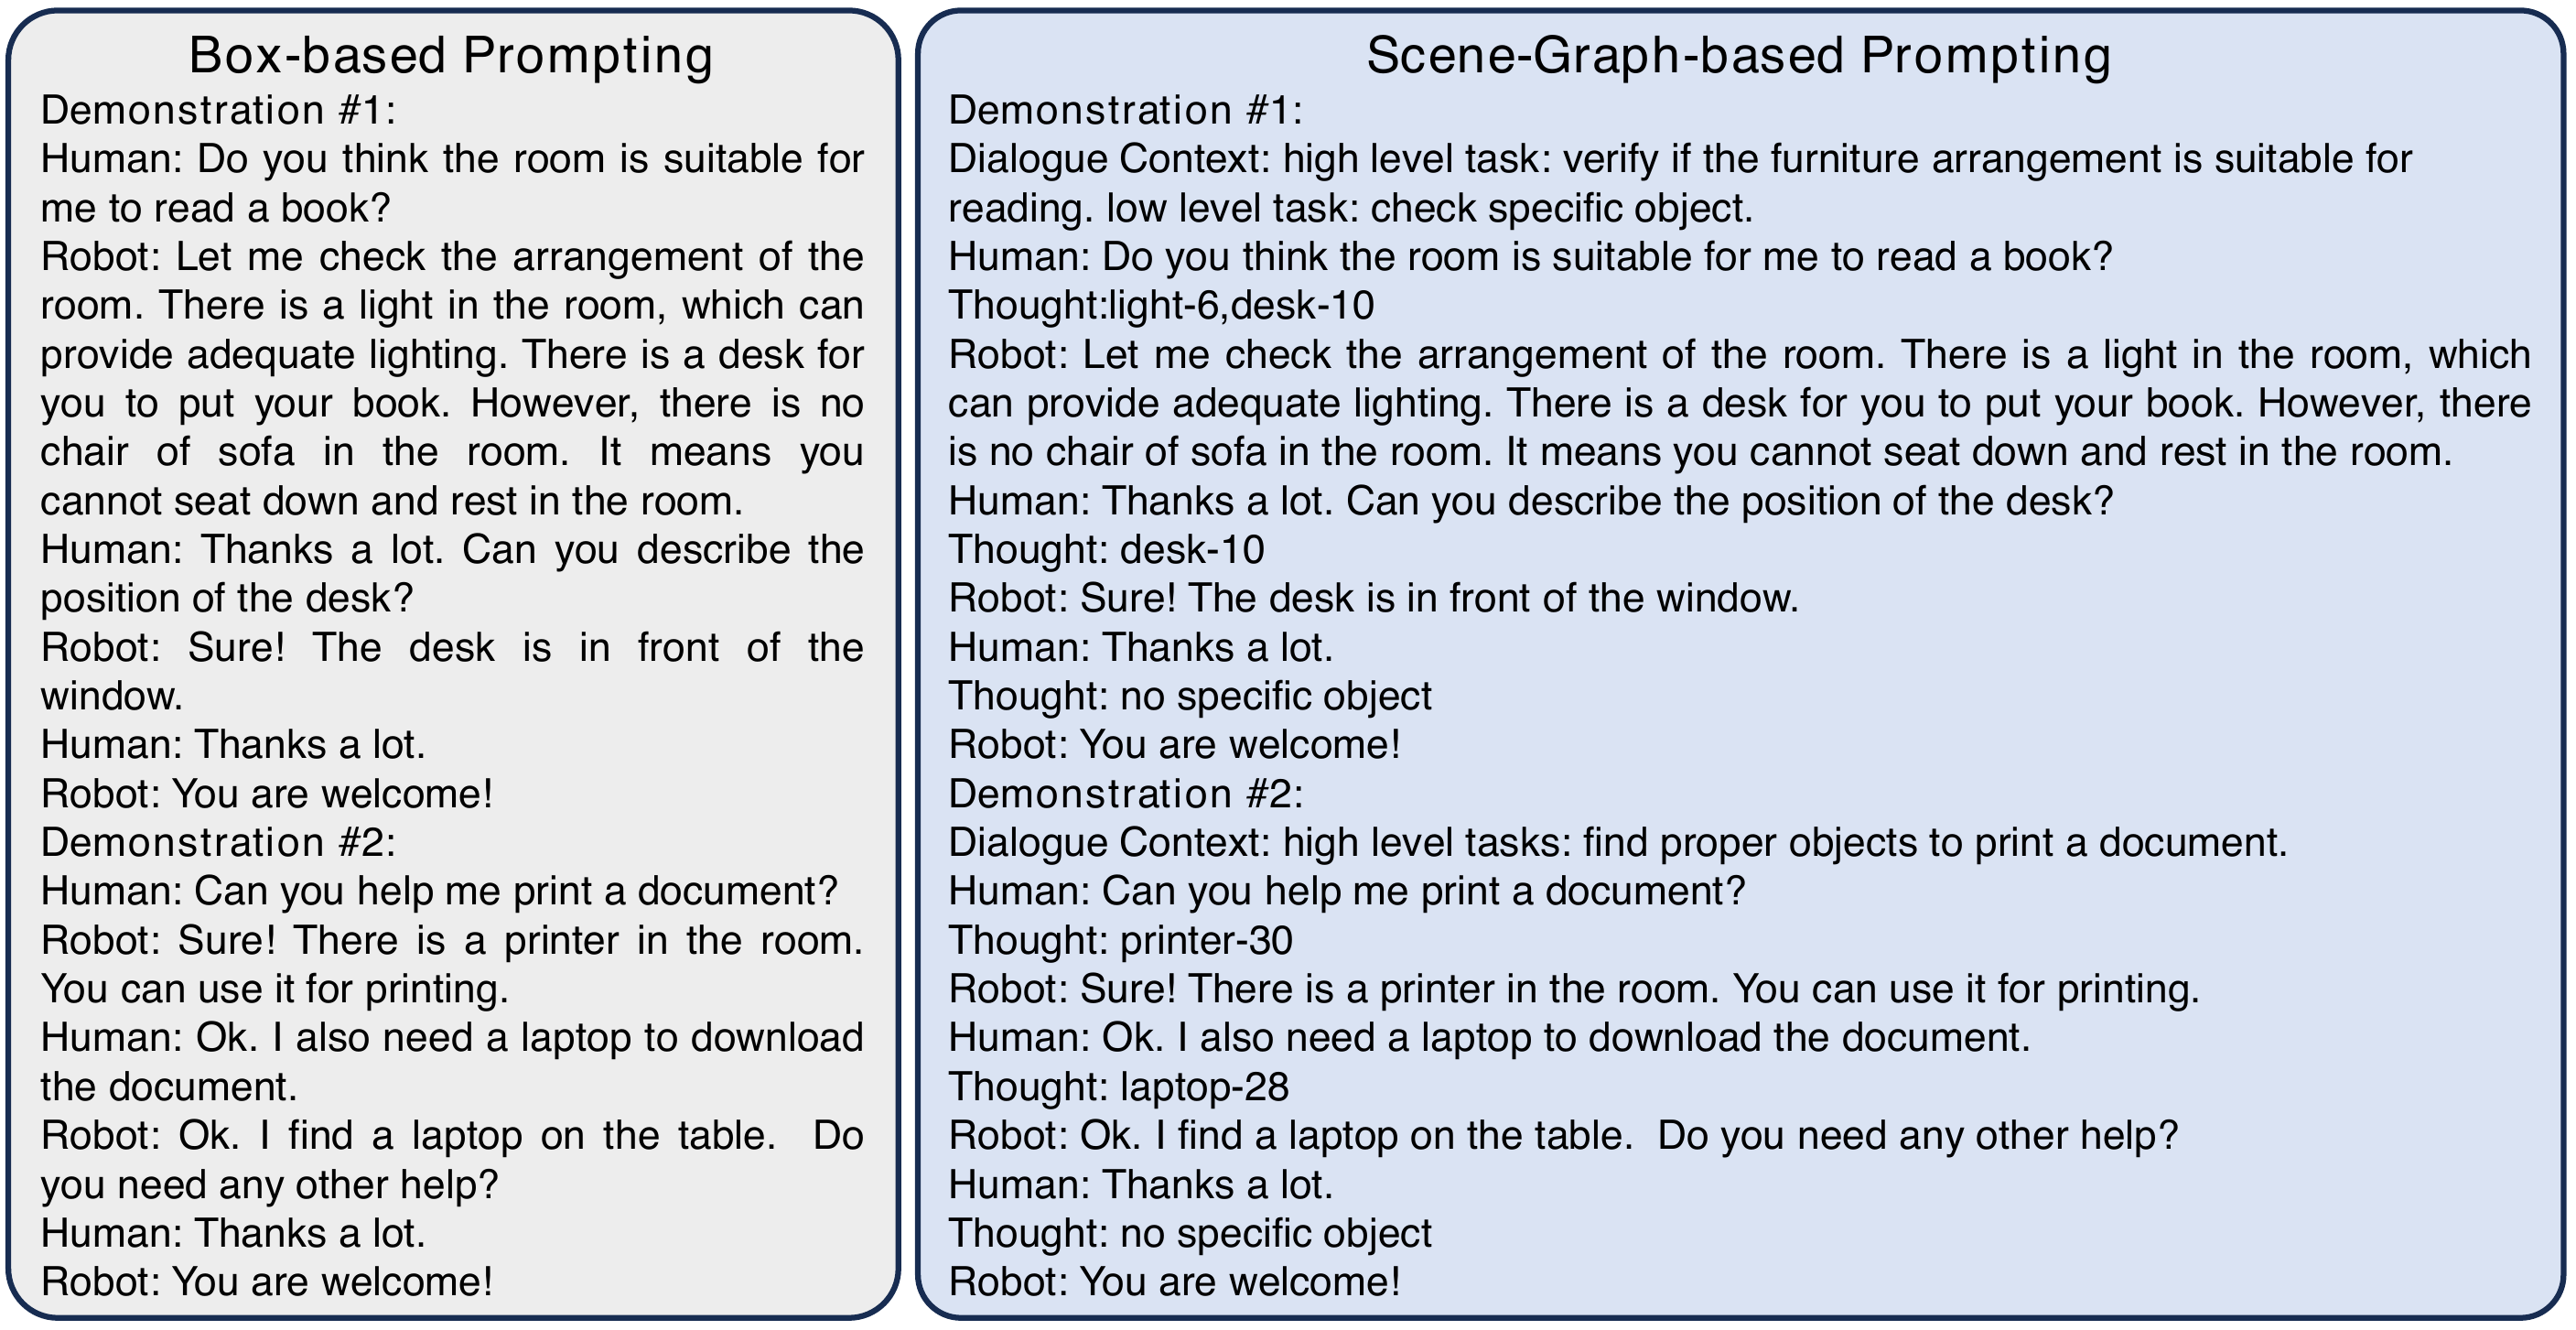 Box-based Prompting
Demonstration #1:
Human: Do you think the room is suitable for
me to read a book?
Robot: Let me check the arrangement of the
room. There is a light in the room, which can
provide adequate lighting. There is a desk for
you to put your book. However, there is no
chair of sofa in the room. It means you
cannot seat down and rest in the room.
Human: Thanks a lot. Can you describe the
position of the desk?
Robot: Sure! The desk is in front of the
window.
Human: Thanks a lot.
Robot: You are welcome!
Demonstration #2:
Human: Can you help me print a document?
Robot: Sure! There is a printer in the room.
You can use it for printing.
Human: Ok. I also need a laptop to download
the document.
Robot: Ok. I find a laptop on the table.  Do
you need any other help?
Human: Thanks a lot.
Robot: You are welcome!
Scene-Graph-based Prompting
Demonstration #1:
Dialogue Context: high level task: verify if the furniture arrangement is suitable for
reading. low level task: check specific object.
Human: Do you think the room is suitable for me to read a book?
Thought:light-6,desk-10
Robot: Let me check the arrangement of the room. There is a light in the room, which
can provide adequate lighting. There is a desk for you to put your book. However, there
is no chair of sofa in the room. It means you cannot seat down and rest in the room.
Human: Thanks a lot. Can you describe the position of the desk?
Thought: desk-10
Robot: Sure! The desk is in front of the window.
Human: Thanks a lot.
Thought: no specific object
Robot: You are welcome!
Demonstration #2:
Dialogue Context: high level tasks: find proper objects to print a document.
Human: Can you help me print a document?
Thought: printer-30
Robot: Sure! There is a printer in the room. You can use it for printing.
Human: Ok. I also need a laptop to download the document.
Thought: laptop-28
Robot: Ok. I find a laptop on the table.  Do you need any other help?
Human: Thanks a lot.
Thought: no specific object
Robot: You are welcome!